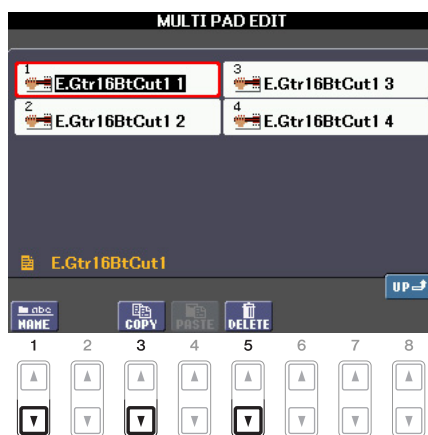 MULTI PAD EDIT
1
E.Gtr16BtCut1 1
3
E.Gtr16BtCut1 3
2
E.Gtr16BtCut1 2
4
E.Gtr16BtCut1 4
E.Gtr16BtCut1
UP
abc
NAME
COPY
PASTE
DELETE
1 2 3 4 5 6 7 8